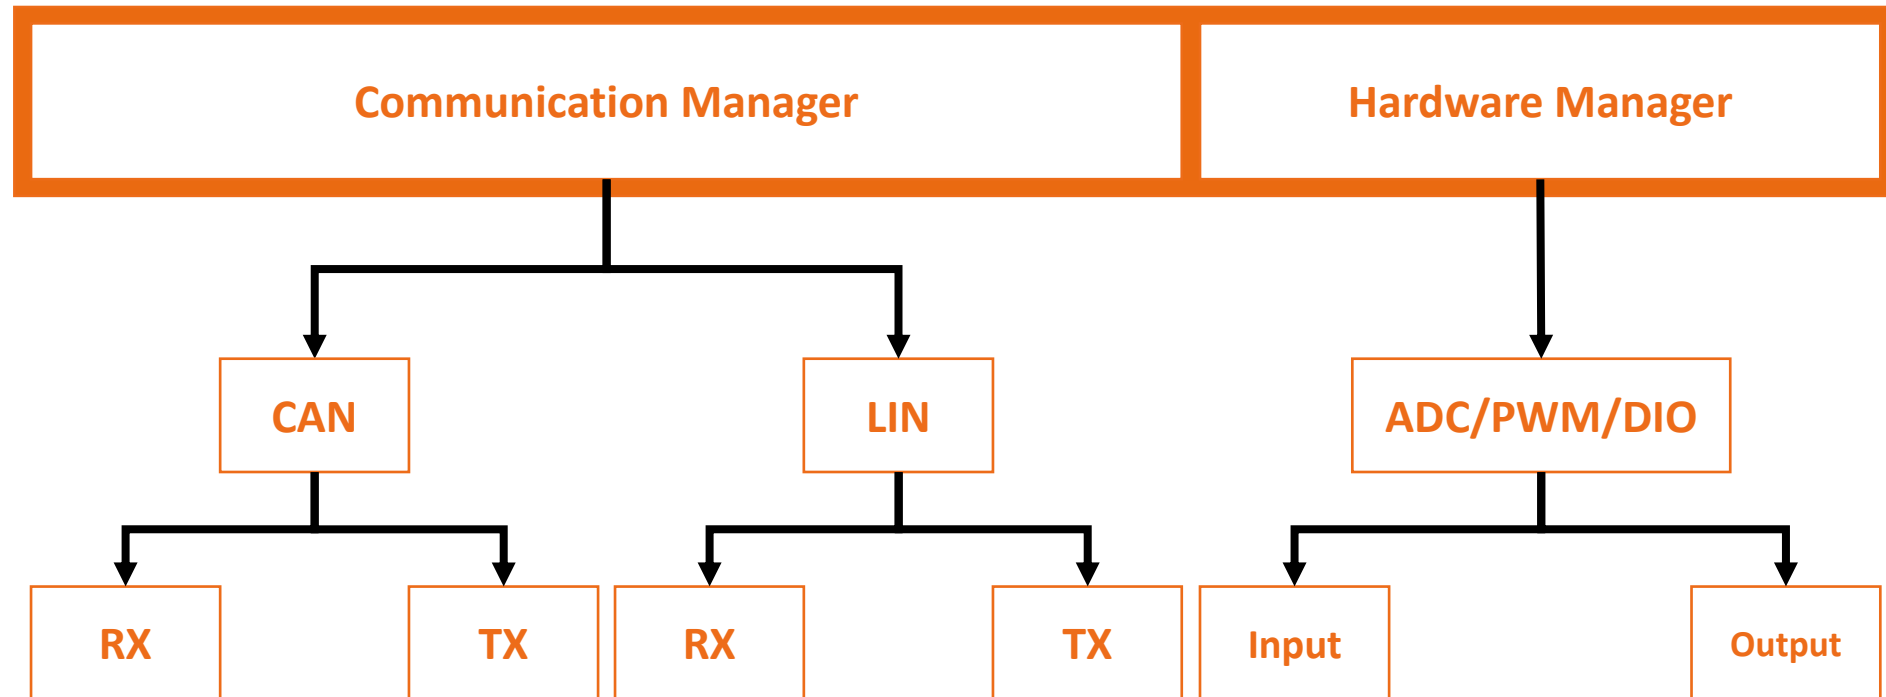 Communication Manager
Hardware Manager
CAN
LIN
ADC/PWM/DIO
RX
TX
RX
TX
Input
Output